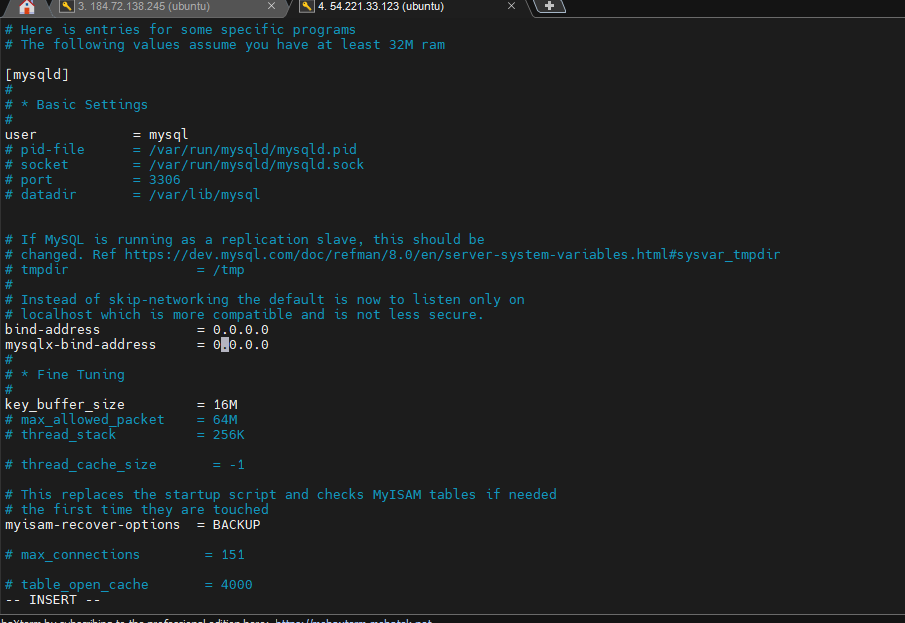 3. 184.72.138.245 (ubuntu)
4. 54.221.33.123 (ubuntu)
# Here is entries for some specific programs
# The following values assume you have at least 32M ram
[mysqld]
#
# * Basic Settings
#
user            = mysql
# pid-file      = /var/run/mysqld/mysqld.pid
# socket        = /var/run/mysqld/mysqld.sock
# port          = 3306
# datadir       = /var/lib/mysql
# If MySQL is running as a replication slave, this should be
# changed. Ref https://dev.mysql.com/doc/refman/8.0/en/server-system-variables.html#sysvar_tmpdir
# tmpdir                = /tmp
#
# Instead of skip-networking the default is now to listen only on
# localhost which is more compatible and is not less secure.
bind-address            = 0.0.0.0
mysqlx-bind-address     = 0.0.0.0
#
# * Fine Tuning
#
key_buffer_size         = 16M
# max_allowed_packet    = 64M
# thread_stack          = 256K
# thread_cache_size       = -1
# This replaces the startup script and checks MyISAM tables if needed
# the first time they are touched
myisam-recover-options  = BACKUP
# max_connections        = 151
# table_open_cache       = 4000
-- INSERT --